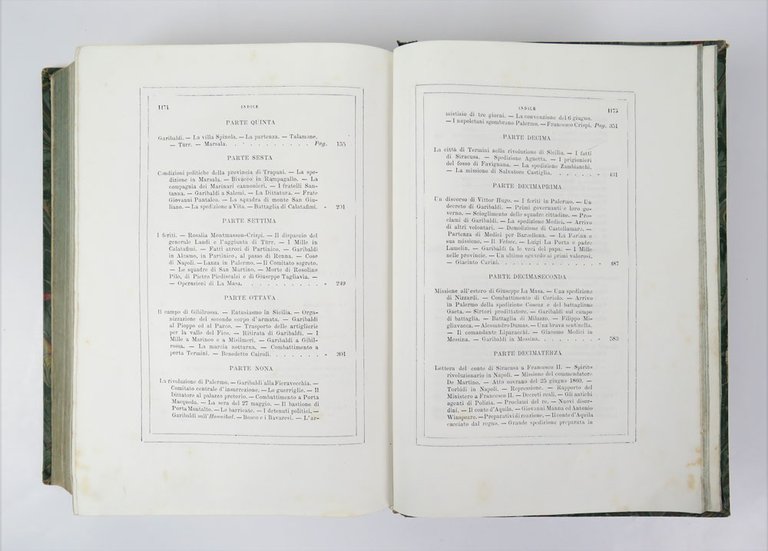 1174
INDICE
PARTE QUINTA
Garibaldi. — La villa Spinola. — La partenza. — Talamone.
— Türr. — Marsala. . . . . . . . . . . Pag. 155
PARTE SESTA
Condizioni politiche della provincia di Trapani. — La spe-
dizione in Marsala. — Bivacco in Rampagallo. — La
compagnia dei Marinari cannonieri. — I fratelli San-
tanna. — Garibaldi a Salemi. — La Dittatura. — Frate
Giovanni Pantaleo. — La squadra di monte San Giu-
liano. — La spedizione a Vita. — Battaglia di Calatafimi. » 201
PARTE SETTIMA
I feriti. — Rosalia Montmasson-Crispi. — Il dispaccio del
generale Landi e l'aggiunta di Türr. — I Mille in
Calatafimi. — Fatti atroci di Partinico. — Garibaldi
in Alcamo, in Partinico, al passo di Renna. — Cose
di Napoli. — Lanza in Palermo. — Il Comitato segreto.
— Le squadre di San Martino. — Morte di Rosolino
Pilo, di Pietro Piediscalzi e di Giuseppe Tagliavia. —
Operazioni di La Masa. . . . . . . . . . » 249
PARTE OTTAVA
Il campo di Gibilrossa. — Entusiasmo in Sicilia. — Orga-
nizzazione del secondo corpo d'armata. — Garibaldi
al Pioppo ed al Parco. — Trasporto delle artiglierie
per la valle del Fico. — Ritirata di Garibaldi. — I
Mille a Marineo e a Misilmeri. — Garibaldi a Gibil-
rossa. — La marcia notturna. — Combattimento a
porta Termini. — Benedetto Cairoli. . . . . . . »
PARTE NONA
La rivoluzione di Palermo. — Garibaldi alla Fieravecchia. —
Comitato centrale d'insurrezione. — Le guerriglie. — Il
Dittatore al palazzo pretorio. — Combattimento a Porta
Macqueda. — La sera del 27 maggio. — Il bastione di
Porta Montalto. — Le barricate. — I detenuti politici. —
Garibaldi sull'Hannibal. — Bosco e i Bavaresi. — L'ar-
INDICE
1175
mistizio di tre giorni. — La convenzione del 6 giugno.
— I napoletani sgombrano Palermo. — Francesco Crispi. Pag. 351
PARTE DECIMA
La città di Termini nella rivoluzione di Sicilia. — I fatti
di Siracusa. — Spedizione Agnetta. — I prigionieri
del fosso di Favignana. — La spedizione Zambianchi.
— La missione di Salvatore Castiglia. . . . . . »
PARTE DECIMAPRIMA
Un discorso di Vittor Hugo. — I feriti in Palermo. — Un
decreto di Garibaldi. — Primi governanti e loro go-
verno. — Scioglimento delle squadre cittadine. — Pro-
clami di Garibaldi. — La spedizione Medici. — Arrivo
di altri volontari. — Demolizione di Castellamare. —
Partenza di Medici per Barcellona. — La Farina e
sua missione. — Il Veloce. — Luigi La Porta e padre
Lamelin. — Garibaldi fa le veci del papa. — I Mille
nelle provincie. — Un ultimo sguardo ai primi valorosi.
— Giacinto Carini. . . . . . . . . . . . » 487
PARTE DECIMASECONDA
Missione all'estero di Giuseppe La Masa. — Una spedizione
di Nizzardi. — Combattimento di Coriolo. — Arrivo
in Palermo della spedizione Cosenz e del battaglione
Gaeta. — Sirtori prodittatore. — Garibaldi sul campo
di battaglia. — Battaglia di Milazzo. — Filippo Mi-
gliavacca. — Alessandro Dumas. — Una brava sentinella.
— Il comandante Liparacchi. — Giacomo Medici in
Messina. — Garibaldi in Messina. . . . . . . . » 583
PARTE DECIMATERZA
Lettera del conte di Siracusa a Francesco II. — Spirito
rivoluzionario in Napoli. — Missione del commendatore
De Martino. — Atto sovrano del 25 giugno 1860. —
Torbidi in Napoli. — Repressione. — Rapporto del
Ministero a Francesco II. — Decreti reali. — Gli antichi
agenti di Polizia. — Proclami del re. — Nuovi disor-
dini. — Il conte d'Aquila. — Giovanni Manna ed Antonio
Winspeare. — Preparativi di reazione. — Il conte d'Aquila
cacciato dal regno. — Grande spedizione preparata in